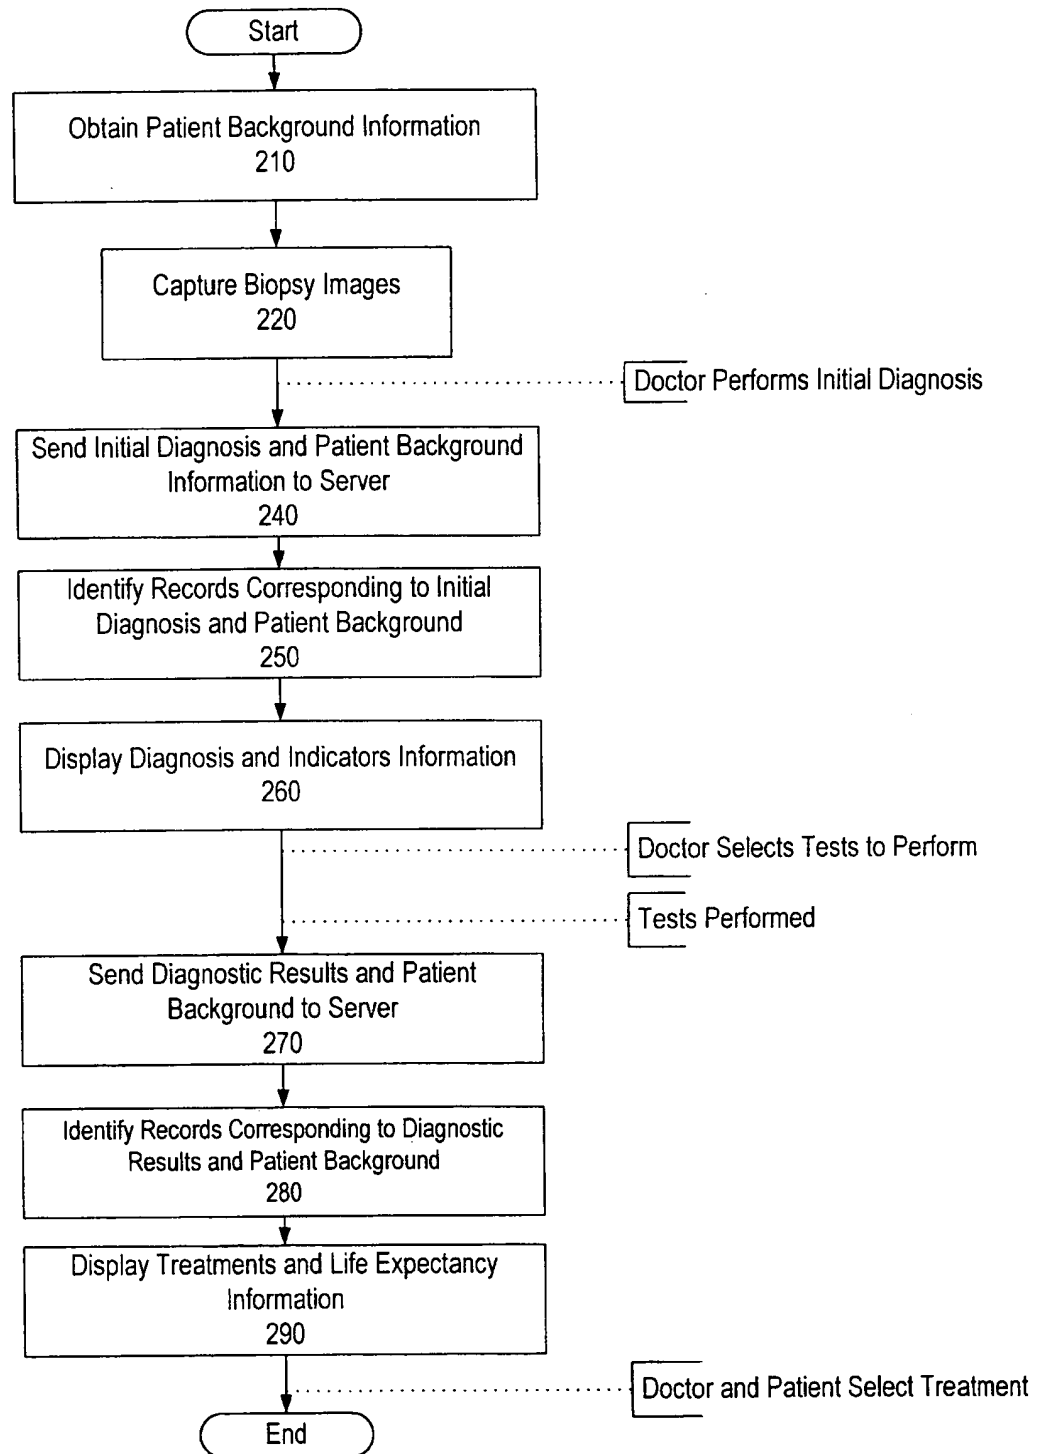 Start
Obtain Patient Background Information
210
Capture Biopsy Images
220
Doctor Performs Initial Diagnosis
Send Initial Diagnosis and Patient Background
Information to Server
240
Identify Records Corresponding to Initial
Diagnosis and Patient Background
250
Display Diagnosis and Indicators Information
260
Doctor Selects Tests to Perform
Tests Performed
Send Diagnostic Results and Patient
Background to Server
270
Identify Records Corresponding to Diagnostic
Results and Patient Background
280
Display Treatments and Life Expectancy
Information
290
Doctor and Patient Select Treatment
End